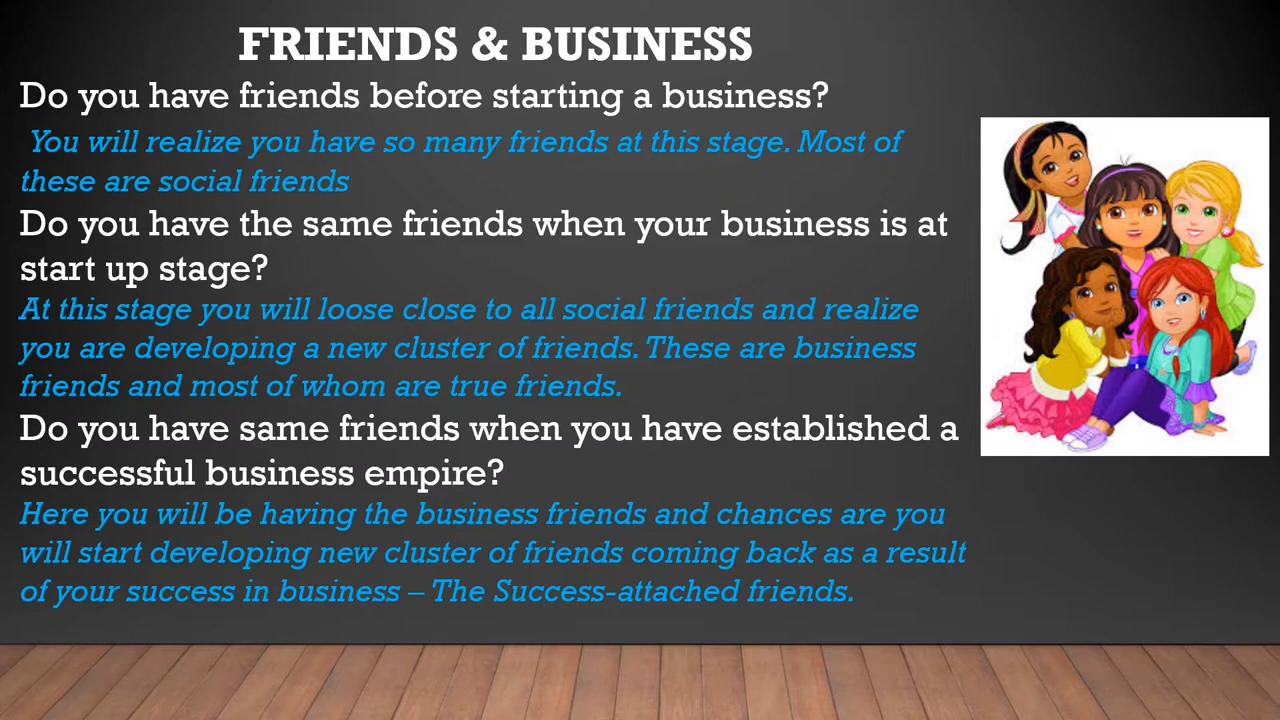 FRIENDS & BUSINESS
Do you have friends before starting a business?
You will realize you have so many friends at this stage. Most of
these are social friends
Do you have the same friends when your business is at
start up stage?
At this stage you will loose close to all social friends and realize
you are developing a new cluster of friends. These are business
friends and most of whom are true friends.
Do you have same friends when you have established a
successful business empire?
Here you will be having the business friends and chances are you
will start developing new cluster of friends coming back as a result
of your success in business – The Success-attached friends.